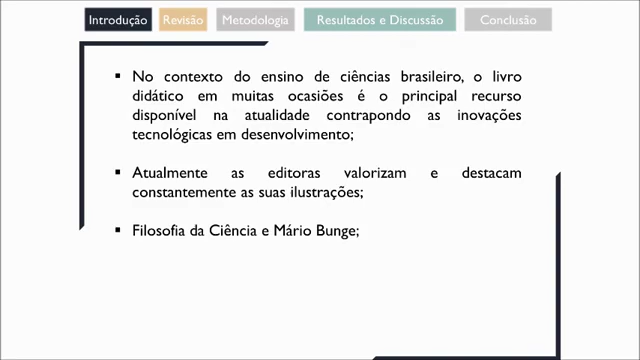 Introdução Revisão Metodologia Resultados e Discussão Conclusão
▪ No contexto do ensino de ciências brasileiro, o livro
didático em muitas ocasiões é o principal recurso
disponível na atualidade contrapondo as inovações
tecnológicas em desenvolvimento;
▪ Atualmente as editoras valorizam e destacam
constantemente as suas ilustrações;
▪ Filosofia da Ciência e Mário Bunge;